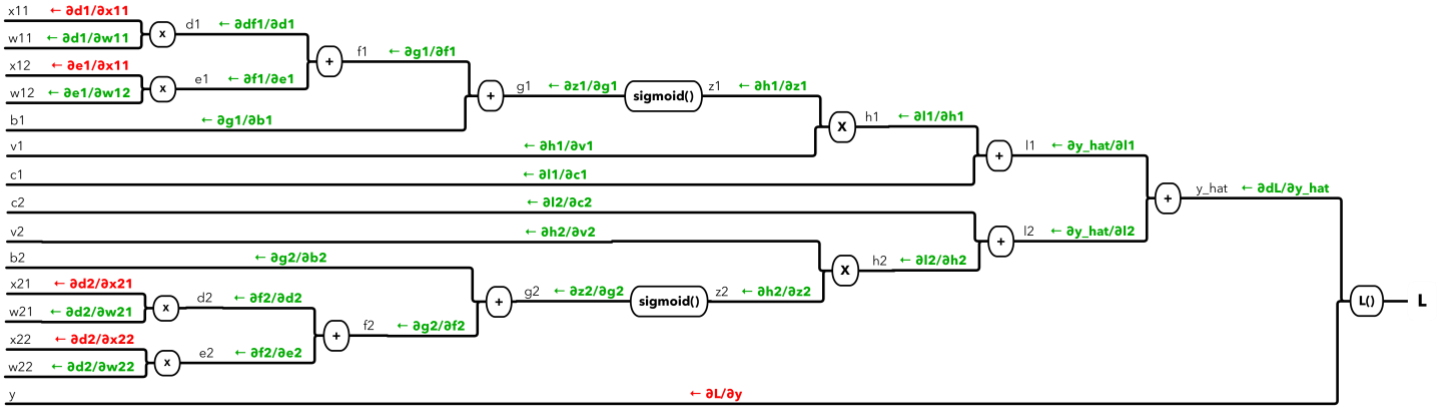 x11 ← ∂d1/∂x11
x d1 ← ∂df1/∂d1
w11 ← ∂d1/∂w11
+ f1 ← ∂g1/∂f1
x12 ← ∂e1/∂x11
x e1 ← ∂f1/∂e1
w12 ← ∂e1/∂w12
+ g1 ← ∂z1/∂g1 sigmoid() z1 ← ∂h1/∂z1
b1 ← ∂g1/∂b1
X h1 ← ∂l1/∂h1
v1 ← ∂h1/∂v1
+ l1 ← ∂y_hat/∂l1
c1 ← ∂l1/∂c1
+ y_hat ← ∂dL/∂y_hat
c2 ← ∂l2/∂c2
v2 ← ∂h2/∂v2
+ l2 ← ∂y_hat/∂l2
b2 ← ∂g2/∂b2
X h2 ← ∂l2/∂h2
x21 ← ∂d2/∂x21
x d2 ← ∂f2/∂d2
+ g2 ← ∂z2/∂g2 sigmoid() z2 ← ∂h2/∂z2
L() L
w21 ← ∂d2/∂w21
+ f2 ← ∂g2/∂f2
x22 ← ∂d2/∂x22
x e2 ← ∂f2/∂e2
w22 ← ∂d2/∂w22
y ← ∂L/∂y